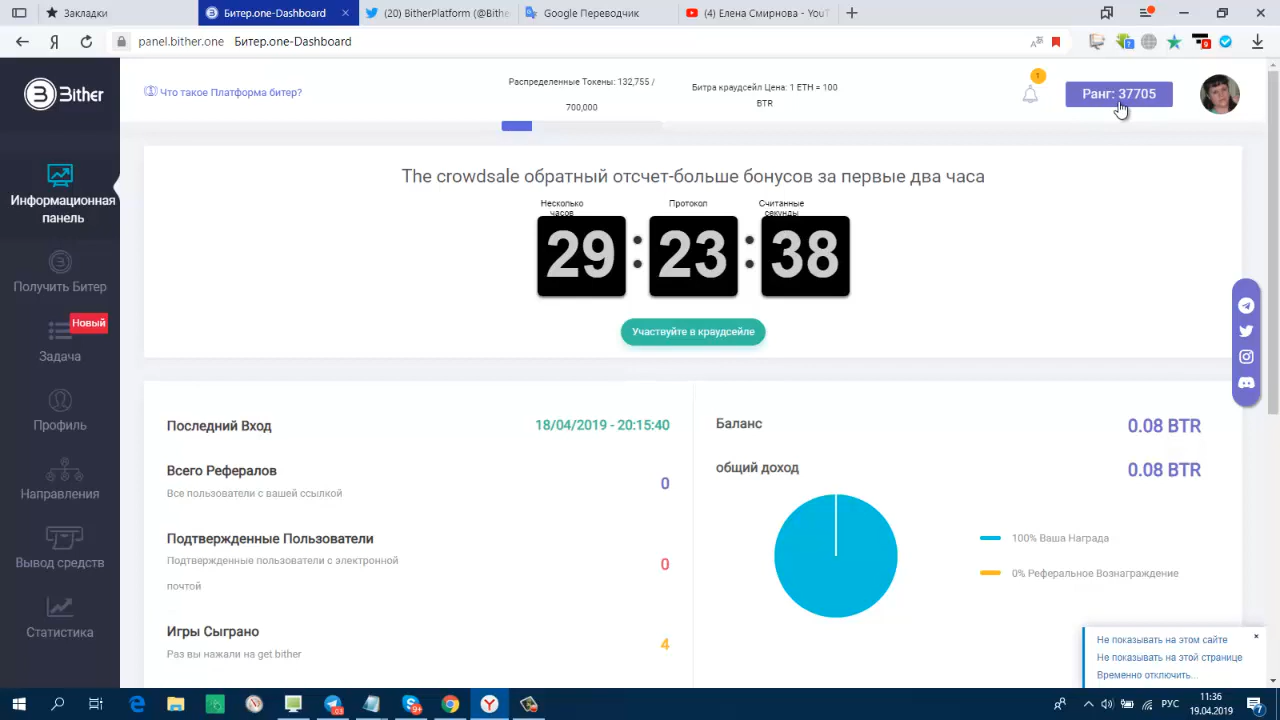 Закладки
Битер.one-Dashboard
(20) BitherPlatform (@Bithe
Google Переводчик
(4) Елена Смирнова - YouT
panel.bither.one Битер.one-Dashboard
Bither
Что такое Платформа битер?
Распределенные Токены: 132,755 /
700,000
Битра краудсейл Цена: 1 ETH = 100
BTR
1
Ранг: 37705
Информационная
панель
Получить Битер
Новый
Задача
Профиль
Направления
Вывод средств
Статистика
The crowdsale обратный отсчет-больше бонусов за первые два часа
Несколько
часов
Протокол
Считанные
секунды
29 : 23 : 38
Участвуйте в краудсейле
Последний Вход
18/04/2019 - 20:15:40
Всего Рефералов
Все пользователи с вашей ссылкой
0
Подтвержденные Пользователи
Подтвержденные пользователи с электронной
почтой
0
Игры Сыграно
Раз вы нажали на get.bither
4
Баланс
0.08 BTR
общий доход
0.08 BTR
100% Ваша Награда
0% Реферальное Вознаграждение
Не показывать на этом сайте
Не показывать на этой странице
Временно отключить...
РУС
11:36
19.04.2019